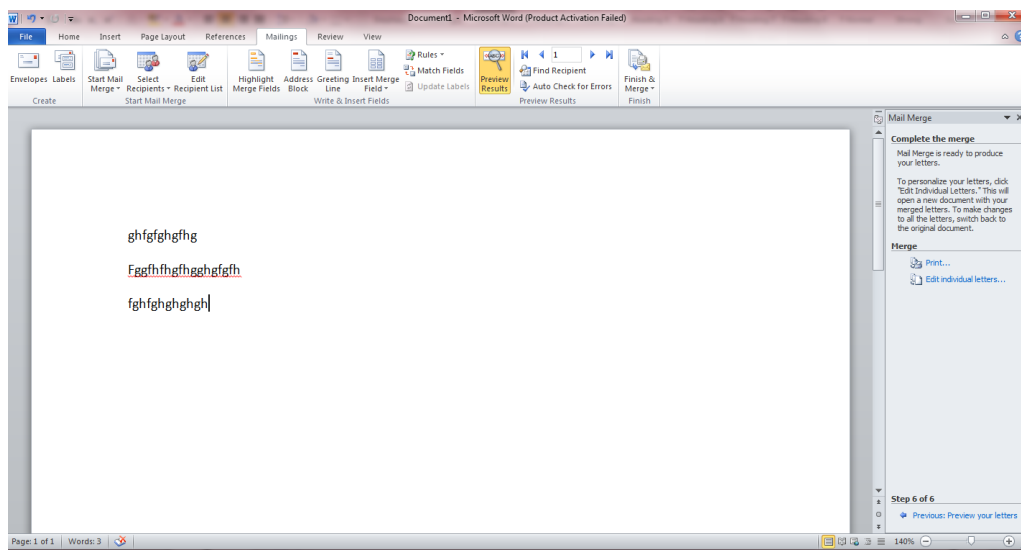 Document1 - Microsoft Word (Product Activation Failed)
File Home Insert Page Layout References Mailings Review View
Envelopes Labels
Create
Start Mail Merge
Select Recipients
Edit Recipient List
Start Mail Merge
Highlight Merge Fields
Address Block
Greeting Line
Insert Merge Field
Rules
Match Fields
Update Labels
Write & Insert Fields
Preview Results
1
Find Recipient
Auto Check for Errors
Preview Results
Finish & Merge
Finish
ghfgfghgfhg
Fggfhfhgfhgghgfgfh
fghfghghghgh
Mail Merge
Complete the merge
Mail Merge is ready to produce
your letters.
To personalize your letters, click
"Edit Individual Letters." This will
open a new document with your
merged letters. To make changes
to all the letters, switch back to
the original document.
Merge
Print...
Edit individual letters...
Step 6 of 6
Previous: Preview your letters
Page: 1 of 1 Words: 3
140%